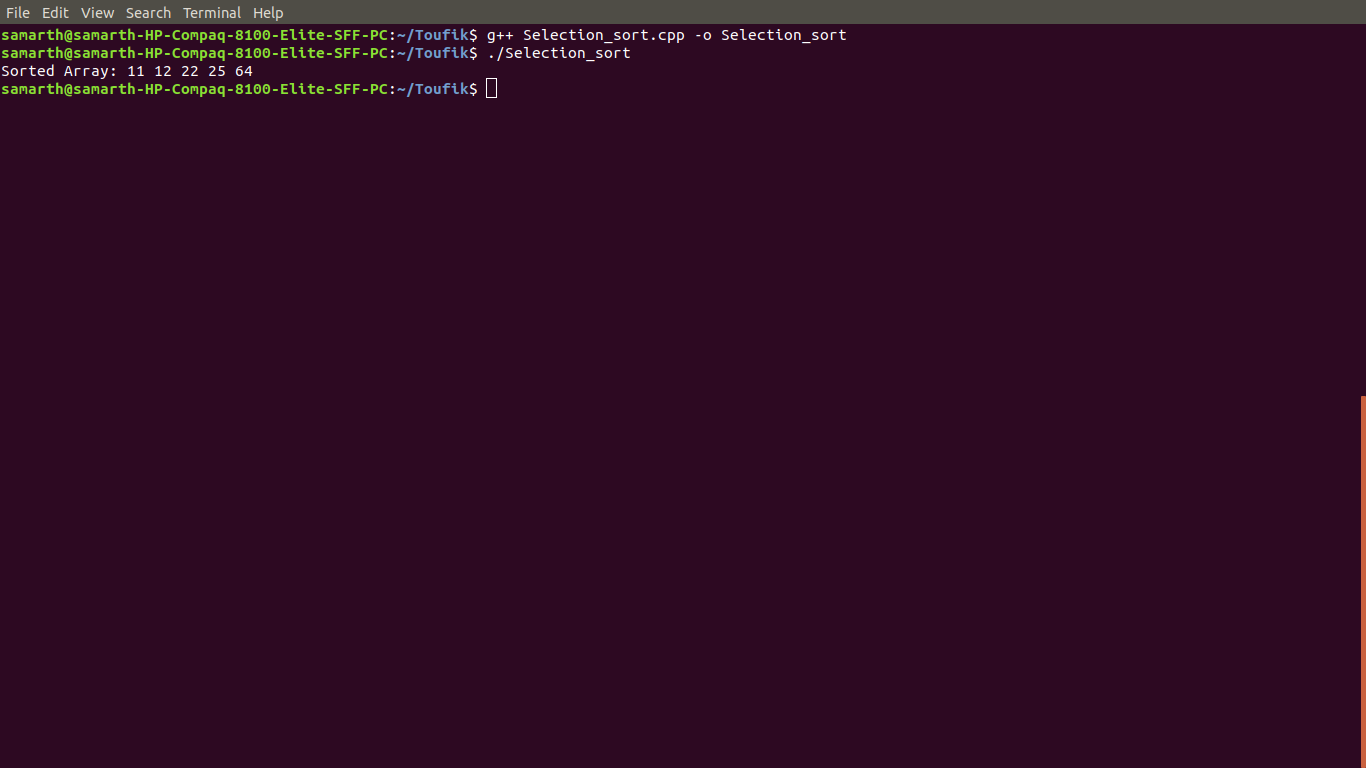 File Edit View Search Terminal Help
samarth@samarth-HP-Compaq-8100-Elite-SFF-PC:~/Toufik$ g++ Selection_sort.cpp -o Selection_sort
samarth@samarth-HP-Compaq-8100-Elite-SFF-PC:~/Toufik$ ./Selection_sort
Sorted Array: 11 12 22 25 64
samarth@samarth-HP-Compaq-8100-Elite-SFF-PC:~/Toufik$